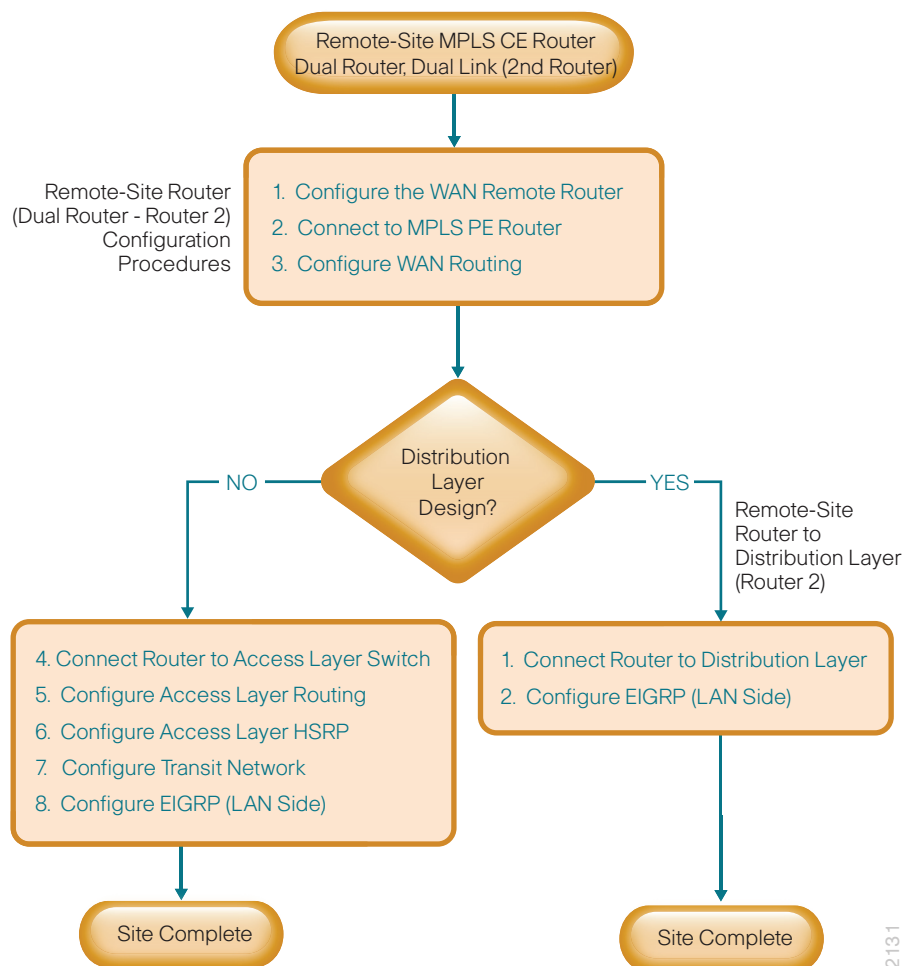 Remote-Site MPLS CE Router
Dual Router, Dual Link (2nd Router)
Remote-Site Router
(Dual Router - Router 2)
Configuration
Procedures
1. Configure the WAN Remote Router
2. Connect to MPLS PE Router
3. Configure WAN Routing
Distribution
Layer
Design?
NO
YES
Remote-Site
Router to
Distribution Layer
(Router 2)
4. Connect Router to Access Layer Switch
5. Configure Access Layer Routing
6. Configure Access Layer HSRP
7. Configure Transit Network
8. Configure EIGRP (LAN Side)
1. Connect Router to Distribution Layer
2. Configure EIGRP (LAN Side)
Site Complete
Site Complete
2131